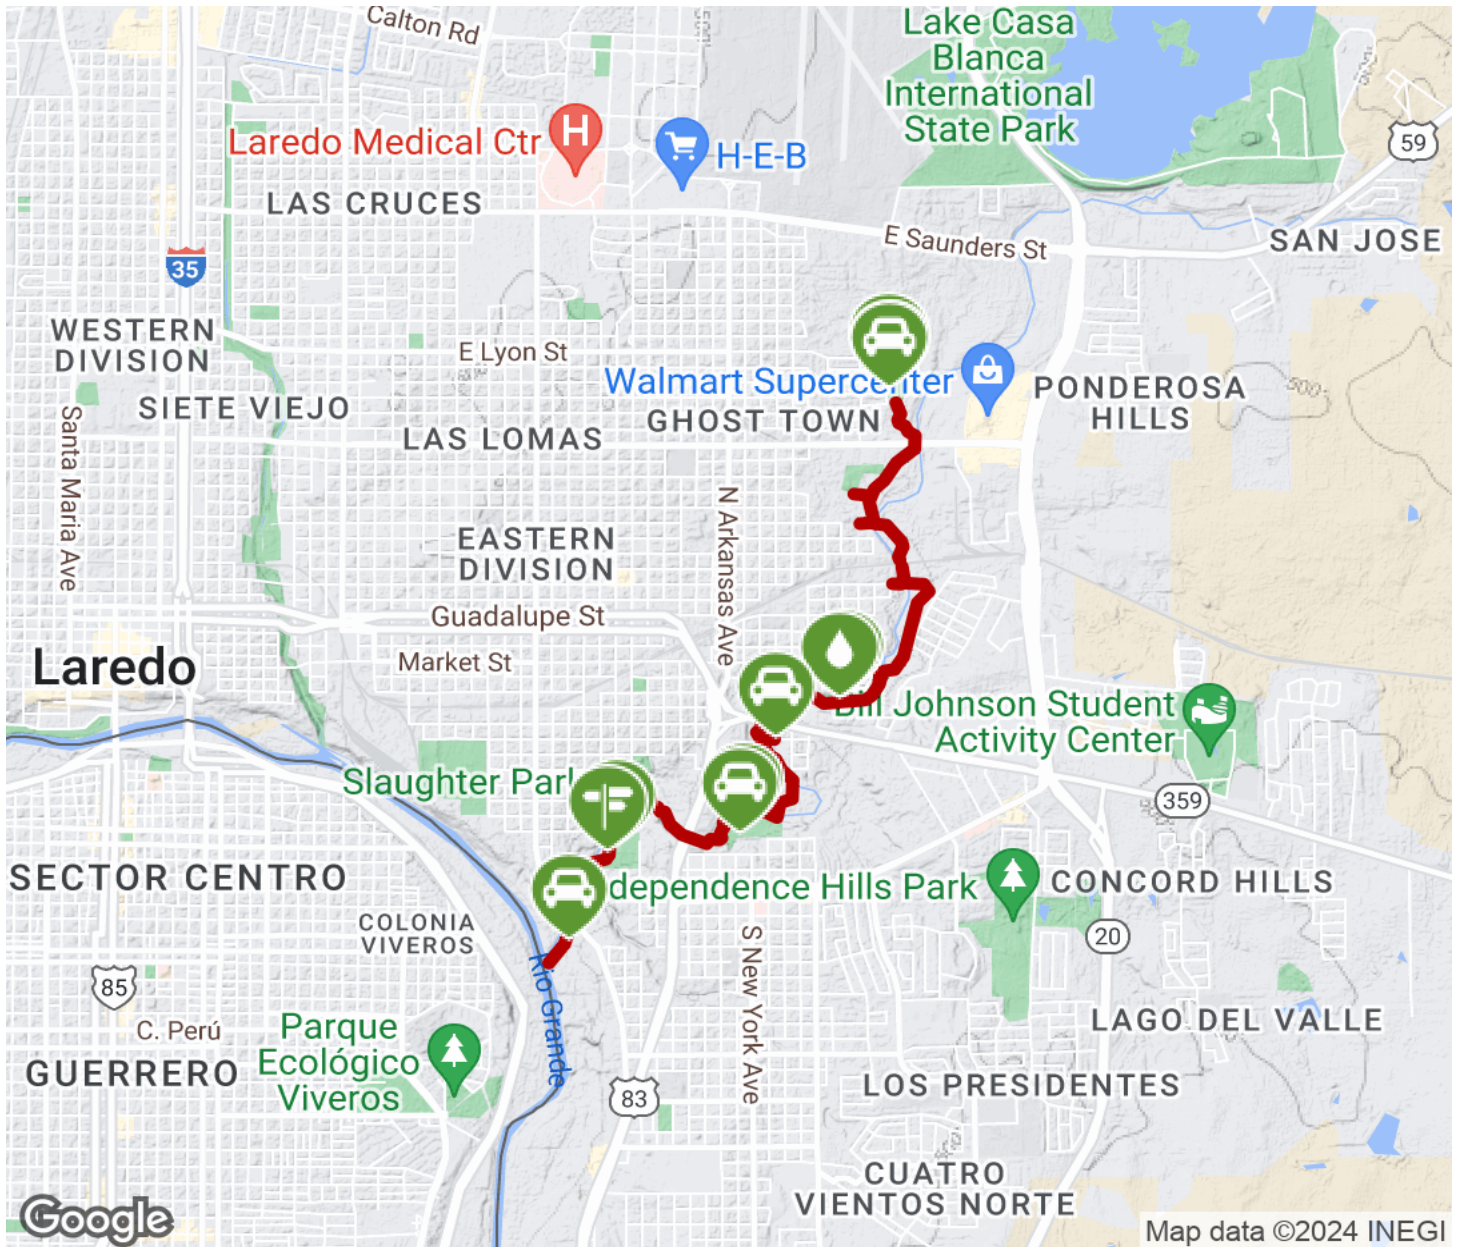 Calton Rd
Lake Casa
Blanca
International
State Park
Laredo Medical Ctr
H
H-E-B
59
LAS CRUCES
E Saunders St
SAN JOSE
35
WESTERN
DIVISION
E Lyon St
Walmart Supercenter
PONDEROSA
HILLS
500
SIETE VIEJO
GHOST TOWN
LAS LOMAS
Santa Maria Ave
N Arkansas Ave
EASTERN
DIVISION
Guadalupe St
Market St
Laredo
Bill Johnson Student
Activity Center
Slaughter Park
359
SECTOR CENTRO
dependence Hills Park
CONCORD HILLS
COLONIA
VIVEROS
20
S New York Ave
Rio Grande
85
C. Perú
Parque
Ecológico
Viveros
GUERRERO
LAGO DEL VALLE
LOS PRESIDENTES
83
CUATRO
VIENTOS NORTE
Google
Map data ©2024 INEGI